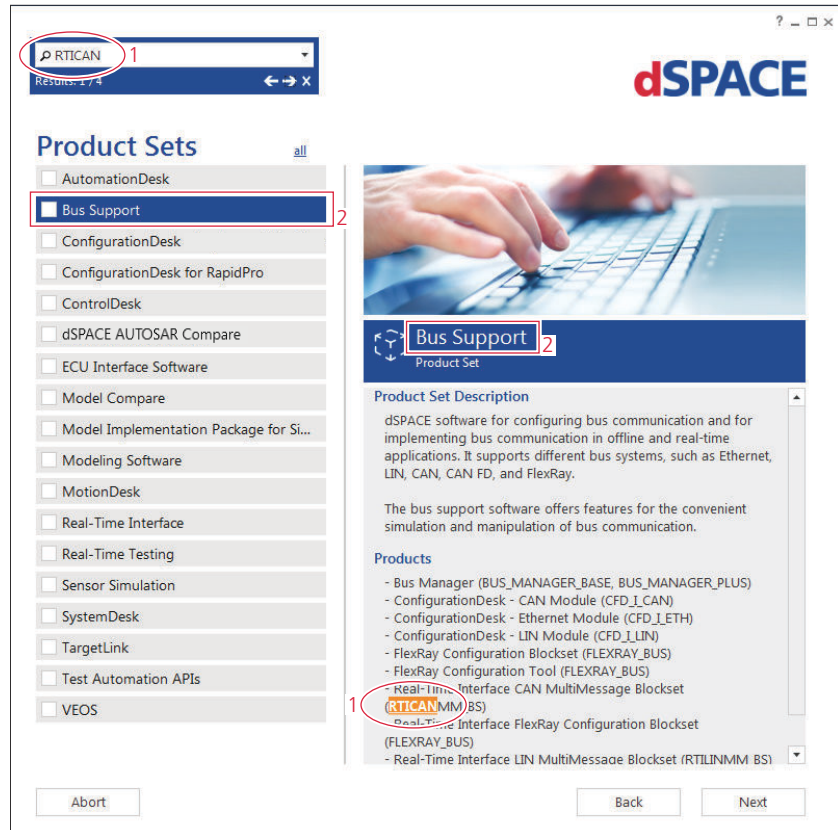 ? _ □ ×
RTICAN
1
Results: 1 / 4
dSPACE
Product Sets
all
AutomationDesk
Bus Support
2
ConfigurationDesk
ConfigurationDesk for RapidPro
ControlDesk
dSPACE AUTOSAR Compare
ECU Interface Software
Model Compare
Model Implementation Package for Si...
Modeling Software
MotionDesk
Real-Time Interface
Real-Time Testing
Sensor Simulation
SystemDesk
TargetLink
Test Automation APIs
VEOS
Bus Support
2
Product Set
Product Set Description
dSPACE software for configuring bus communication and for
implementing bus communication in offline and real-time
applications. It supports different bus systems, such as Ethernet,
LIN, CAN, CAN FD, and FlexRay.
The bus support software offers features for the convenient
simulation and manipulation of bus communication.
Products
- Bus Manager (BUS_MANAGER_BASE, BUS_MANAGER_PLUS)
- ConfigurationDesk - CAN Module (CFD_I_CAN)
- ConfigurationDesk - Ethernet Module (CFD_I_ETH)
- ConfigurationDesk - LIN Module (CFD_I_LIN)
- FlexRay Configuration Blockset (FLEXRAY_BUS)
- FlexRay Configuration Tool (FLEXRAY_BUS)
- Real-Time Interface CAN MultiMessage Blockset
1
(RTICANMM_BS)
- Real-Time Interface FlexRay Configuration Blockset
(FLEXRAY_BUS)
- Real-Time Interface LIN MultiMessage Blockset (RTILINMM_BS)
Abort
Back
Next